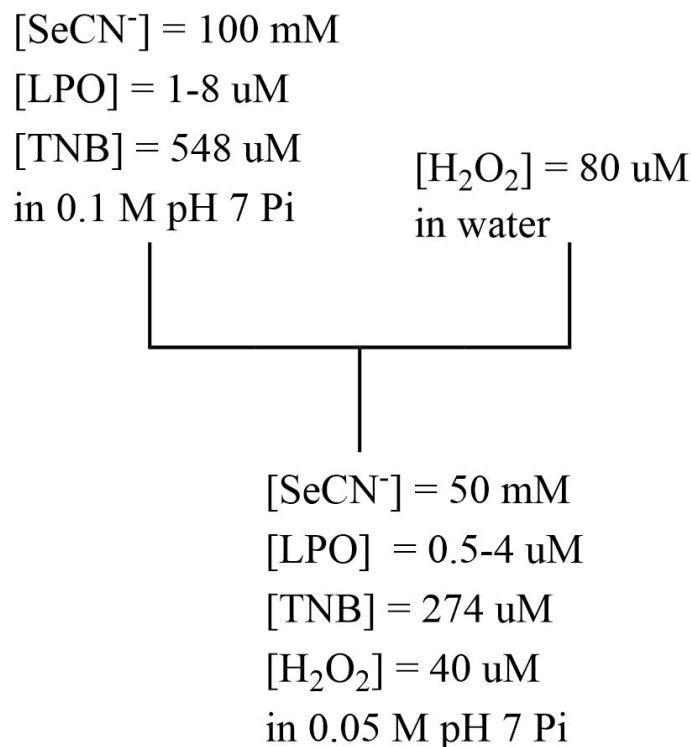 [SeCN⁻] = 100 mM
[LPO] = 1-8 uM
[TNB] = 548 uM
in 0.1 M pH 7 Pi
[H₂O₂] = 80 uM
in water
[SeCN⁻] = 50 mM
[LPO] = 0.5-4 uM
[TNB] = 274 uM
[H₂O₂] = 40 uM
in 0.05 M pH 7 Pi